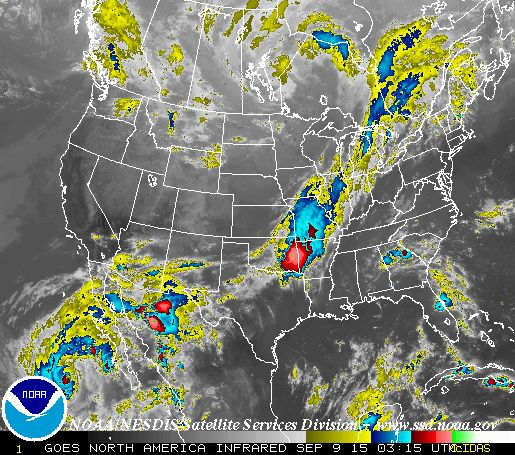 NOAA
NOAA/NESDIS Satellite Services Division - www.ssd.noaa.gov
1 GOES NORTH AMERICA INFRARED SEP 9 15 03:15 UTC McIDAS